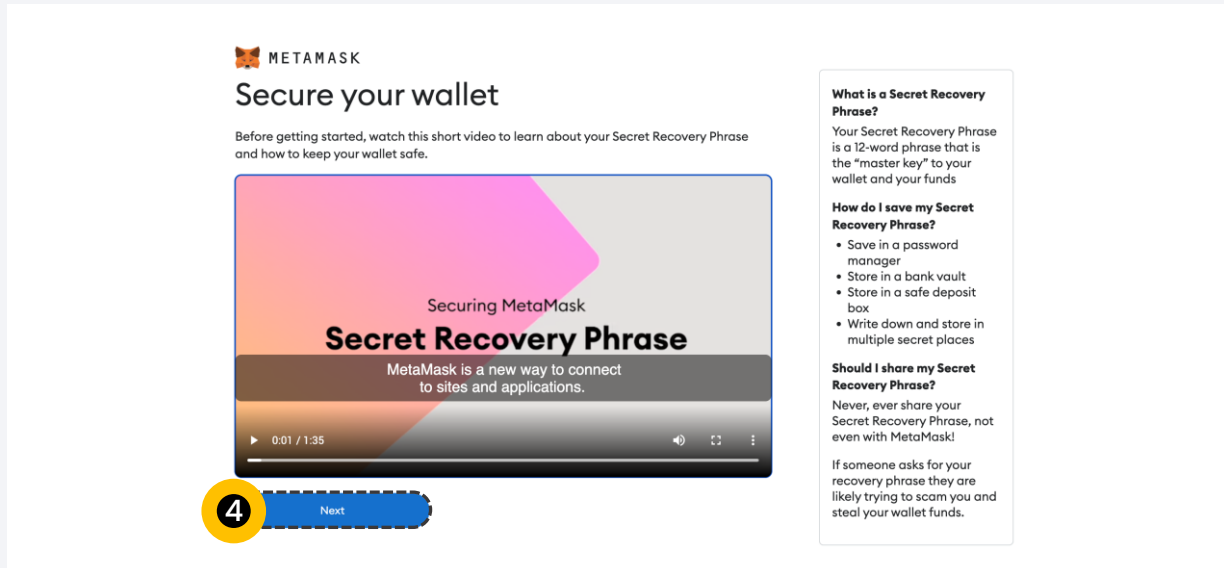 METAMASK
Secure your wallet
Before getting started, watch this short video to learn about your Secret Recovery Phrase
and how to keep your wallet safe.
Securing MetaMask
Secret Recovery Phrase
MetaMask is a new way to connect
to sites and applications.
0:01 / 1:35
4
Next
What is a Secret Recovery
Phrase?
Your Secret Recovery Phrase
is a 12-word phrase that is
the “master key” to your
wallet and your funds
How do I save my Secret
Recovery Phrase?
• Save in a password
manager
• Store in a bank vault
• Store in a safe deposit
box
• Write down and store in
multiple secret places
Should I share my Secret
Recovery Phrase?
Never, ever share your
Secret Recovery Phrase, not
even with MetaMask!
If someone asks for your
recovery phrase they are
likely trying to scam you and
steal your wallet funds.